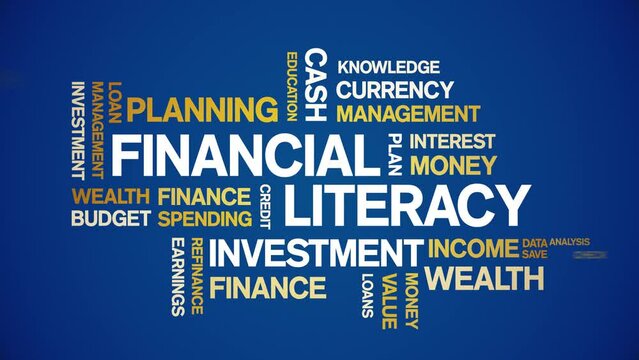 CASH
EDUCATION
KNOWLEDGE
CURRENCY
MANAGEMENT
INVESTMENT
MANAGEMENT
LOAN
PLANNING
FINANCIAL
PLAN
INTEREST
MONEY
WEALTH
FINANCE
BUDGET
SPENDING
CREDIT
LITERACY
EARNINGS
REFINANCE
INVESTMENT
FINANCE
INCOME
DATA ANALYSIS
SAVE
LOANS
VALUE
MONEY
WEALTH